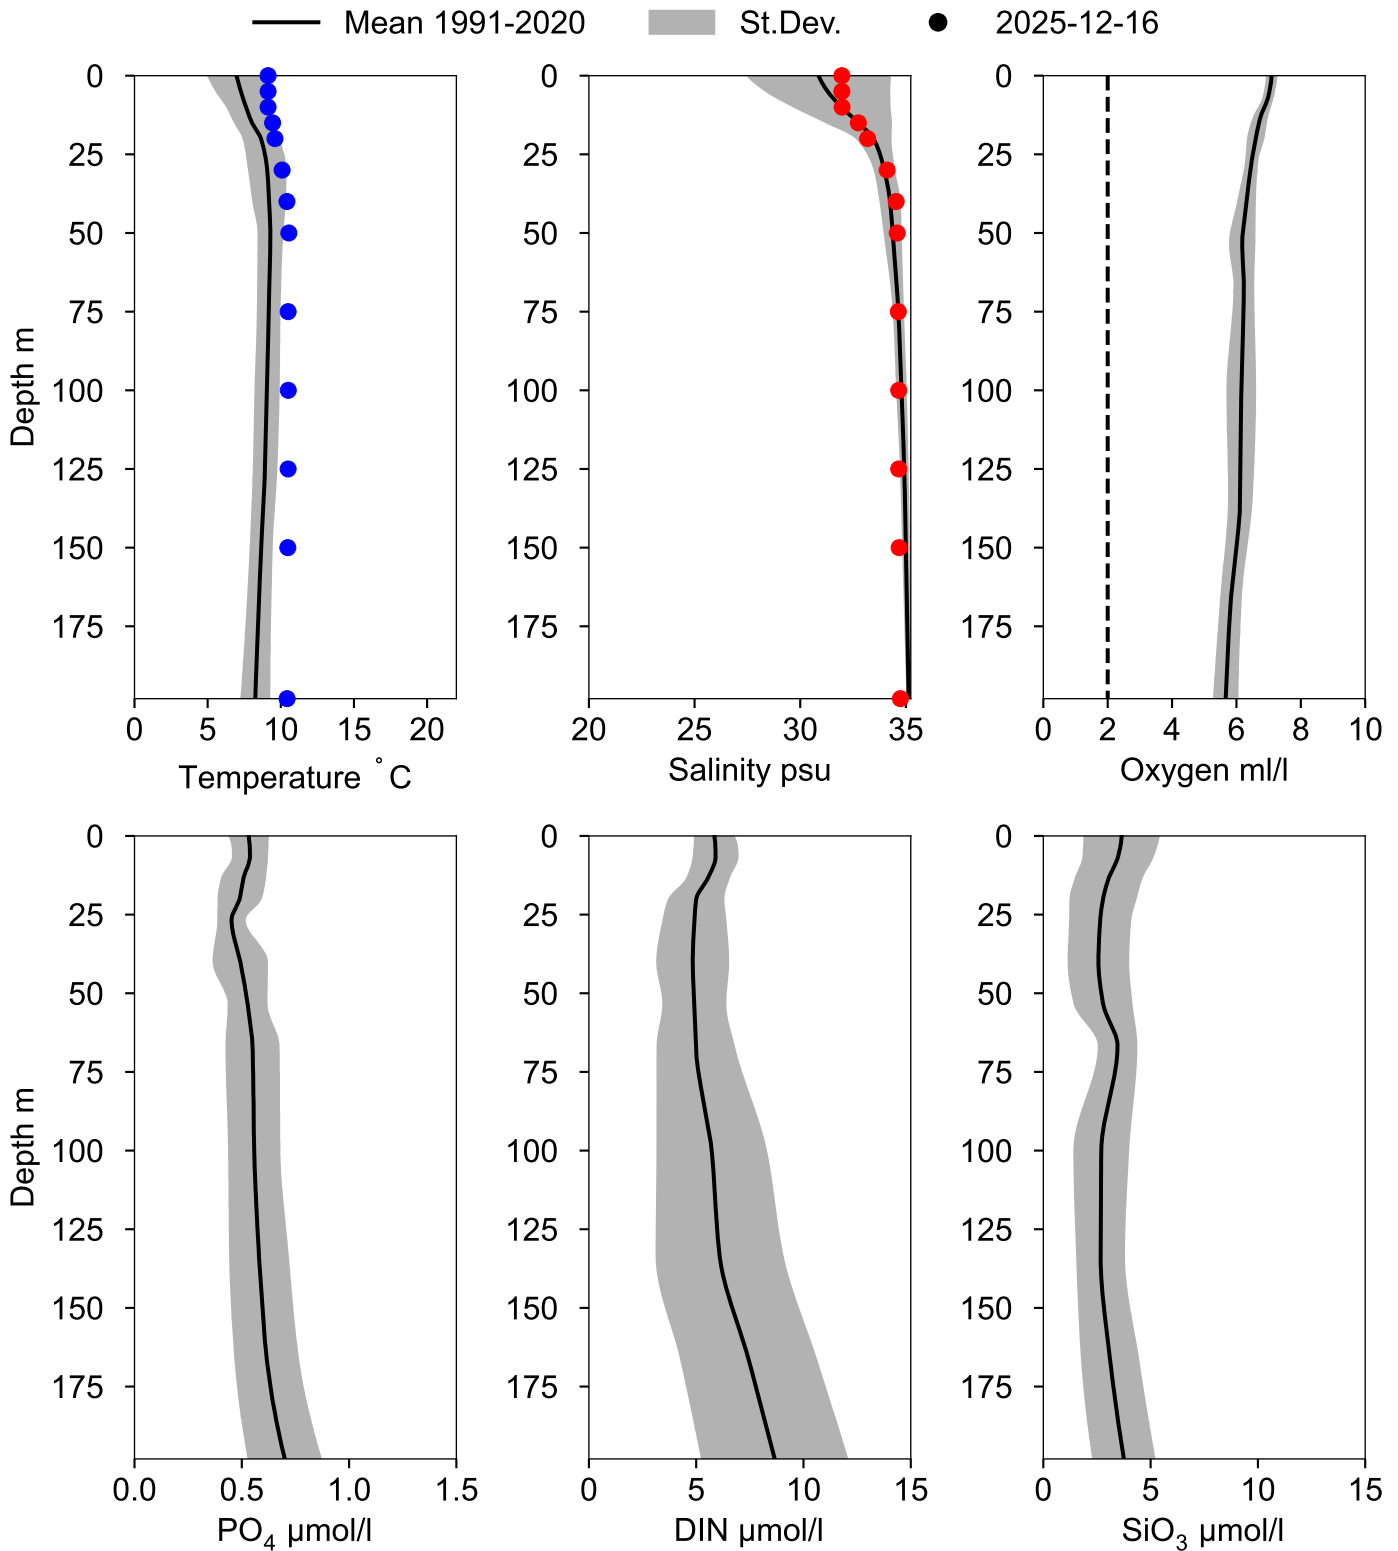 Mean 1991-2020 St.Dev. 2025-12-16
0 0 0
25 25 25
50 50 50
75 75 75
100 100 100
125 125 125
150 150 150
175 175 175
Depth m
0 5 10 15 20 20 25 30 35 0 2 4 6 8 10
Temperature °C Salinity psu Oxygen ml/l
0 0 0
25 25 25
50 50 50
75 75 75
100 100 100
125 125 125
150 150 150
175 175 175
Depth m
0.0 0.5 1.0 1.5 0 5 10 15 0 5 10 15
PO₄ µmol/l DIN µmol/l SiO₃ µmol/l